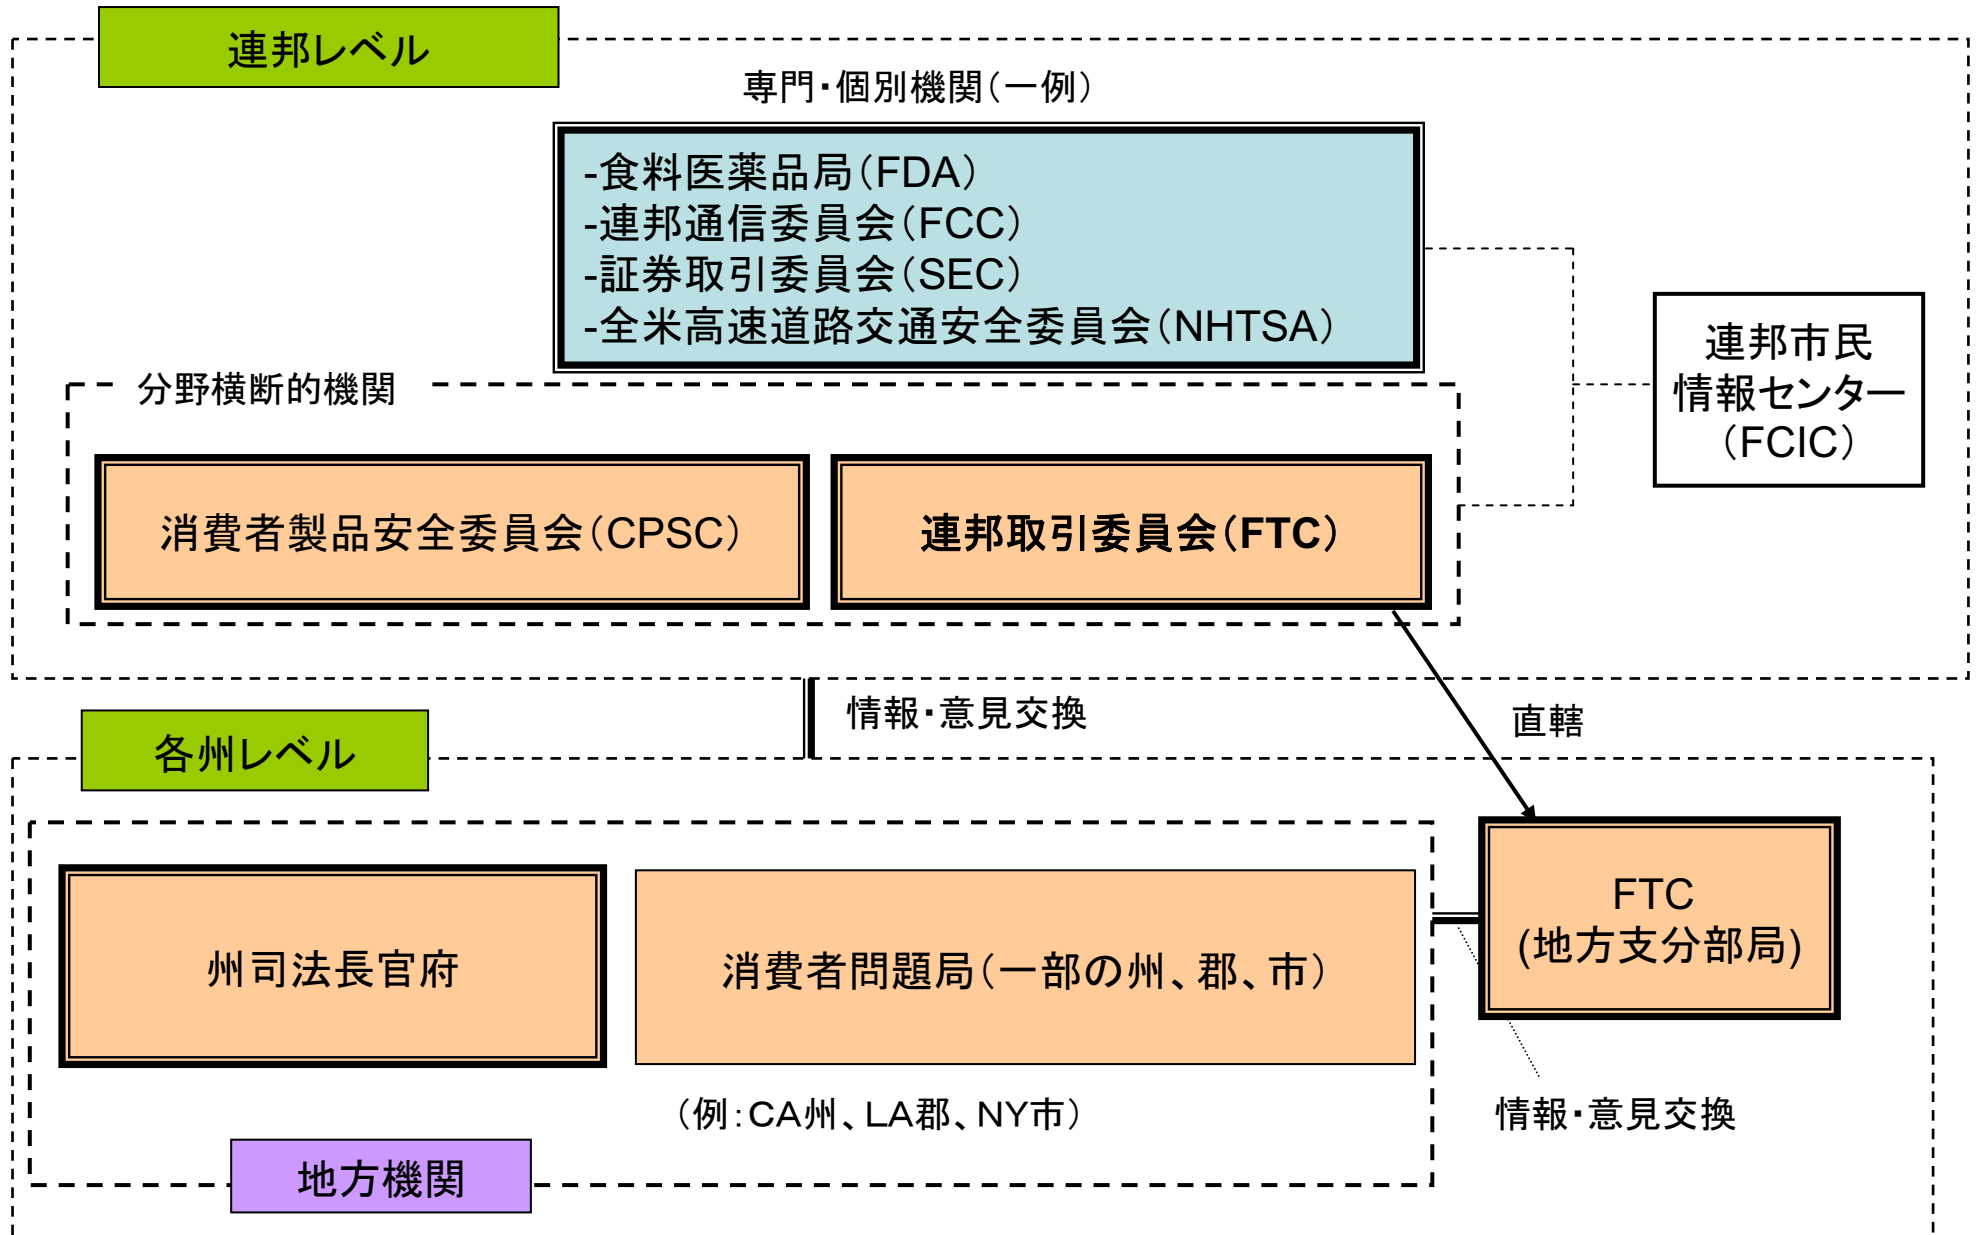 連邦レベル
専門・個別機関（一例）
-食料医薬品局（FDA）
-連邦通信委員会（FCC）
-証券取引委員会（SEC）
-全米高速道路交通安全委員会（NHTSA）
連邦市民
情報センター
（FCIC）
分野横断的機関
消費者製品安全委員会（CPSC）
連邦取引委員会（FTC）
情報・意見交換
直轄
各州レベル
州司法長官府
消費者問題局（一部の州、郡、市）
FTC
(地方支分部局)
（例：CA州、LA郡、NY市）
情報・意見交換
地方機関